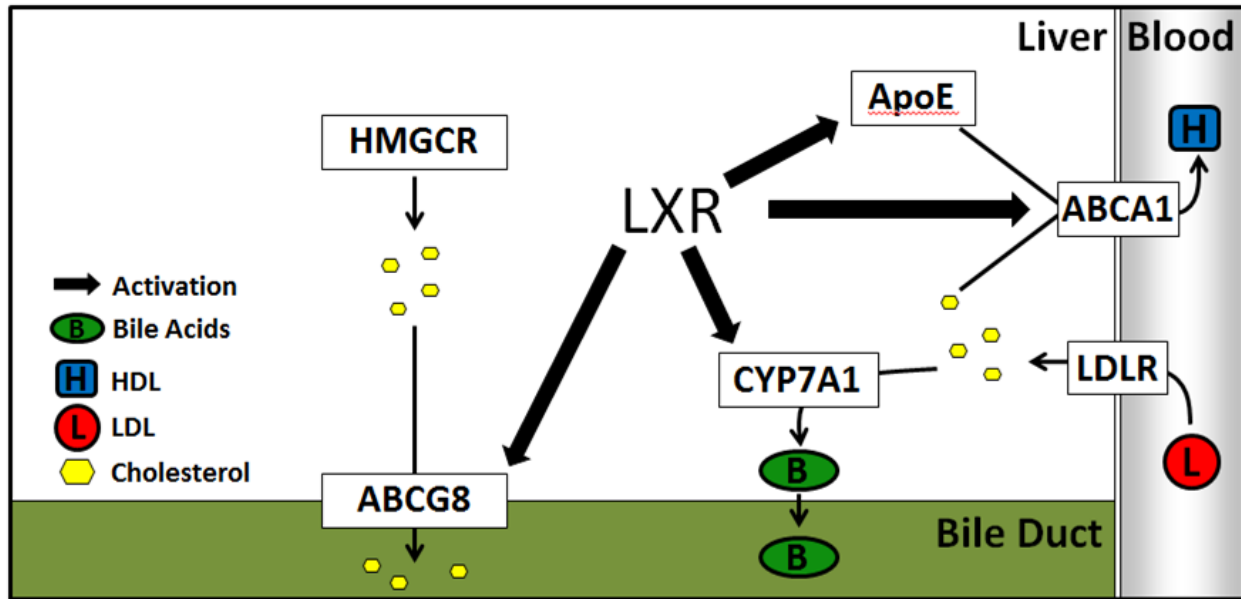 Liver
Blood
ApoE
H
HMGCR
LXR
ABCA1
Activation
B Bile Acids
H HDL
L LDL
Cholesterol
CYP7A1
LDLR
B
L
ABCG8
Bile Duct
B